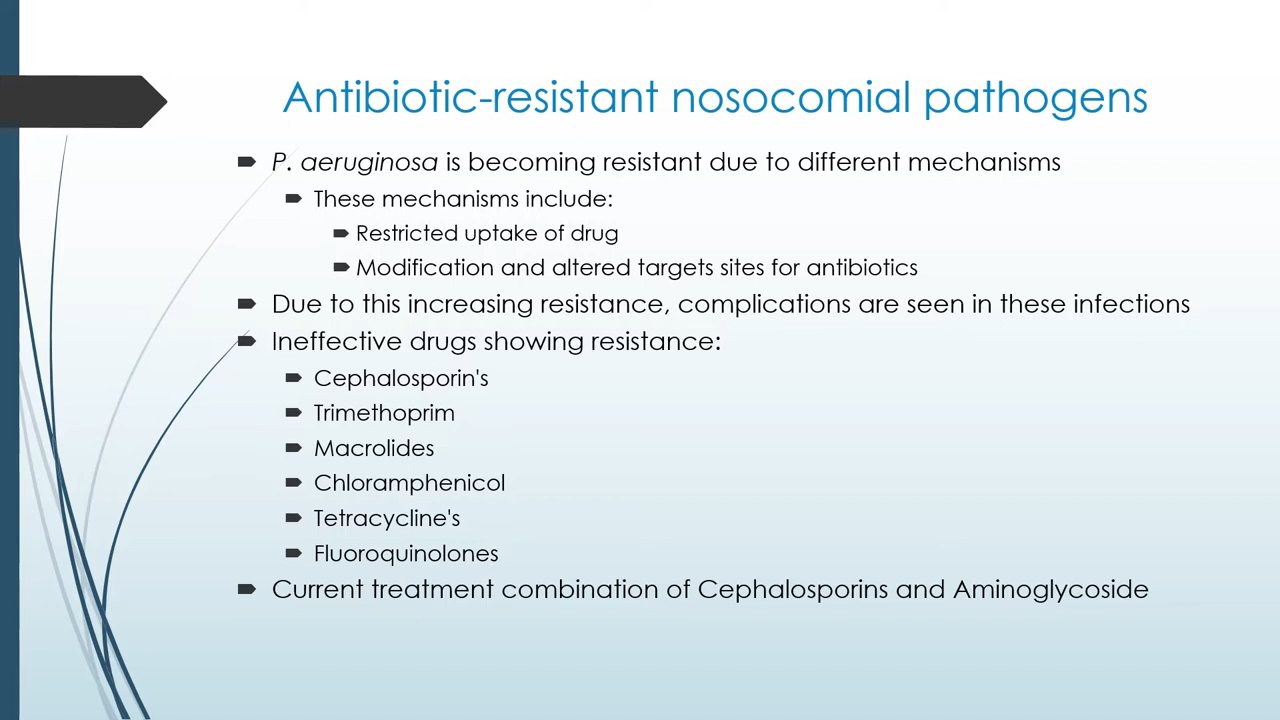 Antibiotic-resistant nosocomial pathogens
P. aeruginosa is becoming resistant due to different mechanisms
These mechanisms include:
Restricted uptake of drug
Modification and altered targets sites for antibiotics
Due to this increasing resistance, complications are seen in these infections
Ineffective drugs showing resistance:
Cephalosporin's
Trimethoprim
Macrolides
Chloramphenicol
Tetracycline's
Fluoroquinolones
Current treatment combination of Cephalosporins and Aminoglycoside